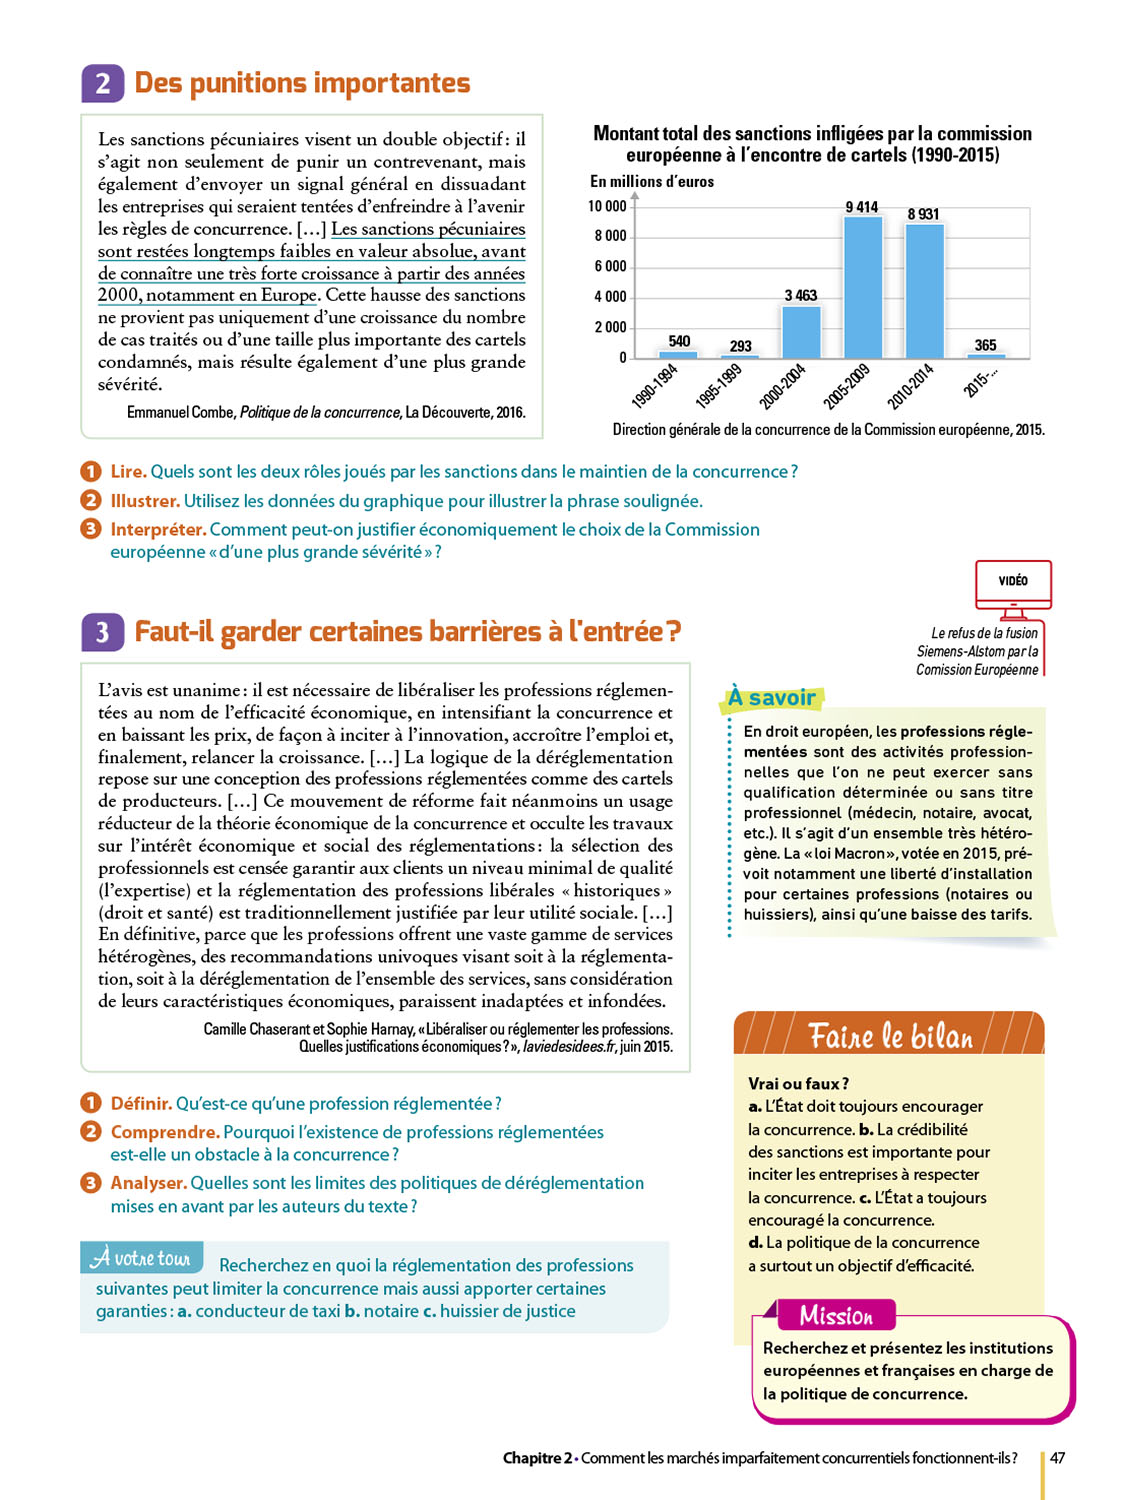 2 Des punitions importantes
Les sanctions pécuniaires visent un double objectif : il
s'agit non seulement de punir un contrevenant, mais
également d'envoyer un signal général en dissuadant
les entreprises qui seraient tentées d'enfreindre à l'avenir
les règles de concurrence. […] Les sanctions pécuniaires
sont restées longtemps faibles en valeur absolue, avant
de connaître une très forte croissance à partir des années
2000, notamment en Europe. Cette hausse des sanctions
ne provient pas uniquement d'une croissance du nombre
de cas traités ou d'une taille plus importante des cartels
condamnés, mais résulte également d'une plus grande
sévérité.
Emmanuel Combe, Politique de la concurrence, La Découverte, 2016.
Montant total des sanctions infligées par la commission
européenne à l'encontre de cartels (1990-2015)
En millions d'euros
10 000
8 000
6 000
4 000
2 000
0
540
293
3 463
9 414
8 931
365
1990-1994
1995-1999
2000-2004
2005-2009
2010-2014
2015-...
Direction générale de la concurrence de la Commission européenne, 2015.
1 Lire. Quels sont les deux rôles joués par les sanctions dans le maintien de la concurrence ?
2 Illustrer. Utilisez les données du graphique pour illustrer la phrase soulignée.
3 Interpréter. Comment peut-on justifier économiquement le choix de la Commission
européenne « d'une plus grande sévérité » ?
VIDÉO
Le refus de la fusion
Siemens-Alstom par la
Comission Européenne
3 Faut-il garder certaines barrières à l'entrée ?
L'avis est unanime : il est nécessaire de libéraliser les professions réglemen-
tées au nom de l'efficacité économique, en intensifiant la concurrence et
en baissant les prix, de façon à inciter à l'innovation, accroître l'emploi et,
finalement, relancer la croissance. […] La logique de la déréglementation
repose sur une conception des professions réglementées comme des cartels
de producteurs. […] Ce mouvement de réforme fait néanmoins un usage
réducteur de la théorie économique de la concurrence et occulte les travaux
sur l'intérêt économique et social des réglementations : la sélection des
professionnels est censée garantir aux clients un niveau minimal de qualité
(l'expertise) et la réglementation des professions libérales « historiques »
(droit et santé) est traditionnellement justifiée par leur utilité sociale. […]
En définitive, parce que les professions offrent une vaste gamme de services
hétérogènes, des recommandations univoques visant soit à la réglementa-
tion, soit à la déréglementation de l'ensemble des services, sans considération
de leurs caractéristiques économiques, paraissent inadaptées et infondées.
Camille Chaserant et Sophie Harnay, « Libéraliser ou réglementer les professions.
Quelles justifications économiques ? », laviedesidees.fr, juin 2015.
À savoir
En droit européen, les professions régle-
mentées sont des activités profession-
nelles que l'on ne peut exercer sans
qualification déterminée ou sans titre
professionnel (médecin, notaire, avocat,
etc.). Il s'agit d'un ensemble très hétéro-
gène. La « loi Macron », votée en 2015, pré-
voit notamment une liberté d'installation
pour certaines professions (notaires ou
huissiers), ainsi qu'une baisse des tarifs.
1 Définir. Qu'est-ce qu'une profession réglementée ?
2 Comprendre. Pourquoi l'existence de professions réglementées
est-elle un obstacle à la concurrence ?
3 Analyser. Quelles sont les limites des politiques de déréglementation
mises en avant par les auteurs du texte ?
À votre tour Recherchez en quoi la réglementation des professions
suivantes peut limiter la concurrence mais aussi apporter certaines
garanties : a. conducteur de taxi b. notaire c. huissier de justice
Faire le bilan
Vrai ou faux ?
a. L'État doit toujours encourager
la concurrence. b. La crédibilité
des sanctions est importante pour
inciter les entreprises à respecter
la concurrence. c. L'État a toujours
encouragé la concurrence.
d. La politique de la concurrence
a surtout un objectif d'efficacité.
Mission
Recherchez et présentez les institutions
européennes et françaises en charge de
la politique de concurrence.
Chapitre 2 • Comment les marchés imparfaitement concurrentiels fonctionnent-ils ? 47